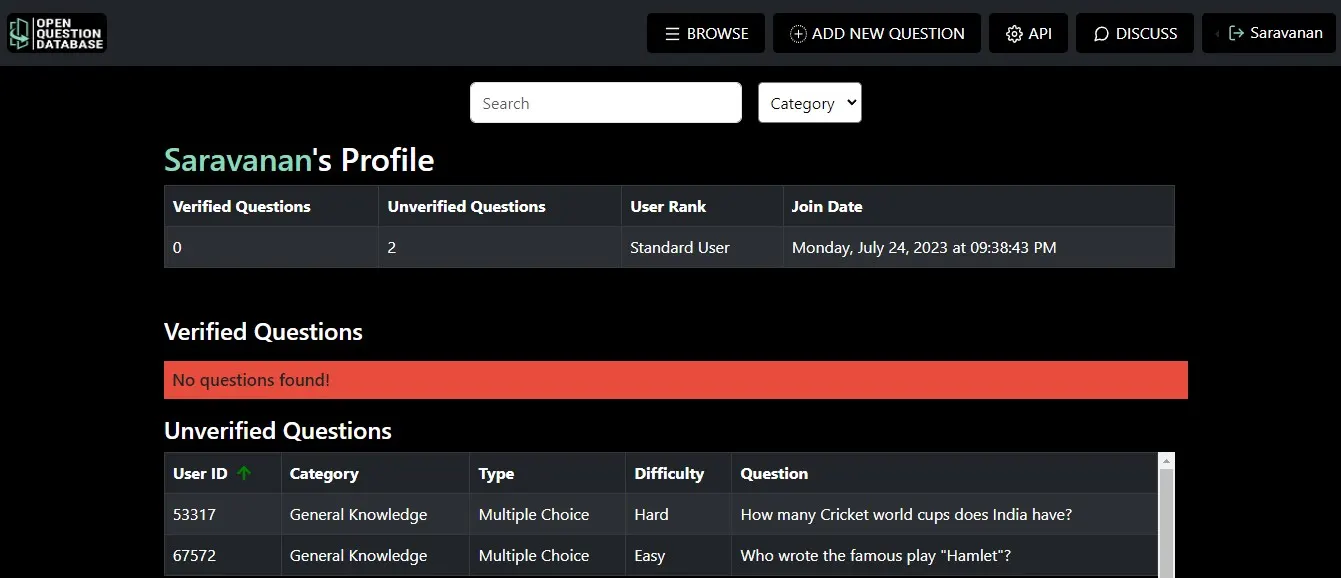 OPEN
QUESTION
DATABASE
BROWSE
ADD NEW QUESTION
API
DISCUSS
Saravanan
Search
Category
Saravanan's Profile
Verified Questions Unverified Questions User Rank Join Date
0 2 Standard User Monday, July 24, 2023 at 09:38:43 PM
Verified Questions
No questions found!
Unverified Questions
User ID Category Type Difficulty Question
53317 General Knowledge Multiple Choice Hard How many Cricket world cups does India have?
67572 General Knowledge Multiple Choice Easy Who wrote the famous play "Hamlet"?